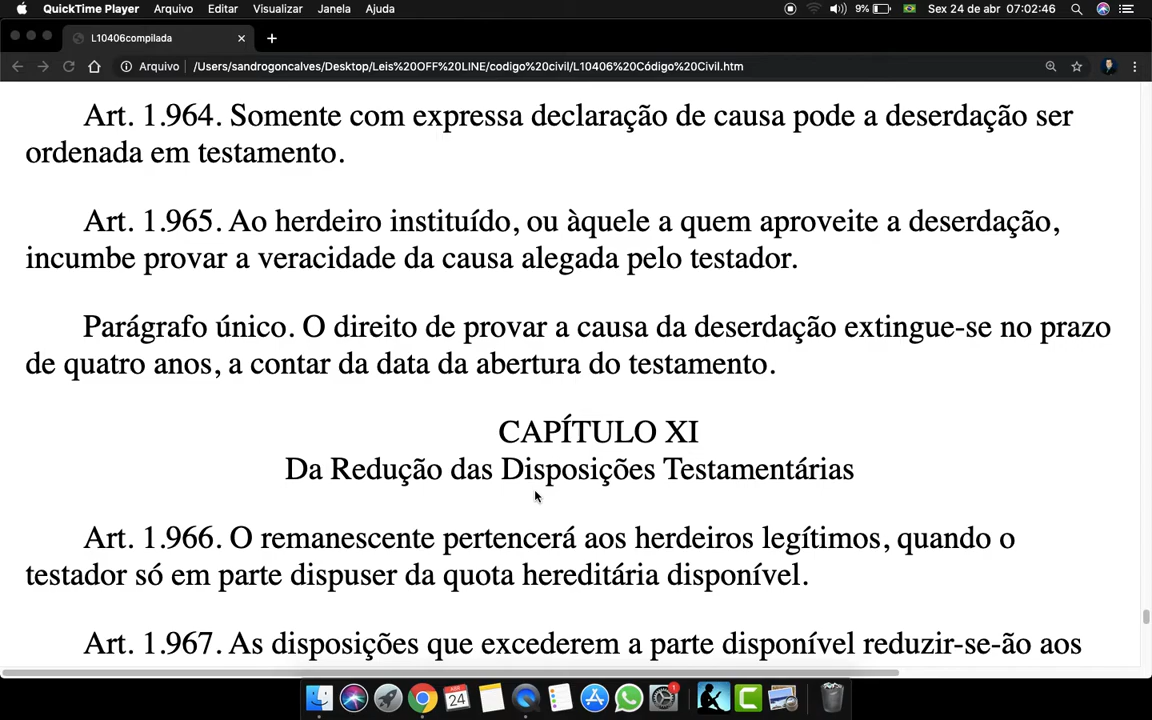 QuickTime Player Arquivo Editar Visualizar Janela Ajuda 9% Sex 24 de abr 07:02:46
L10406compilada
Arquivo /Users/sandrogoncalves/Desktop/Leis%20OFF%20LINE/codigo%20civil/L10406%20Código%20Civil.htm
Art. 1.964. Somente com expressa declaração de causa pode a deserdação ser
ordenada em testamento.
Art. 1.965. Ao herdeiro instituído, ou àquele a quem aproveite a deserdação,
incumbe provar a veracidade da causa alegada pelo testador.
Parágrafo único. O direito de provar a causa da deserdação extingue-se no prazo
de quatro anos, a contar da data da abertura do testamento.
CAPÍTULO XI
Da Redução das Disposições Testamentárias
Art. 1.966. O remanescente pertencerá aos herdeiros legítimos, quando o
testador só em parte dispuser da quota hereditária disponível.
Art. 1.967. As disposições que excederem a parte disponível reduzir-se-ão aos
ABR
24
1